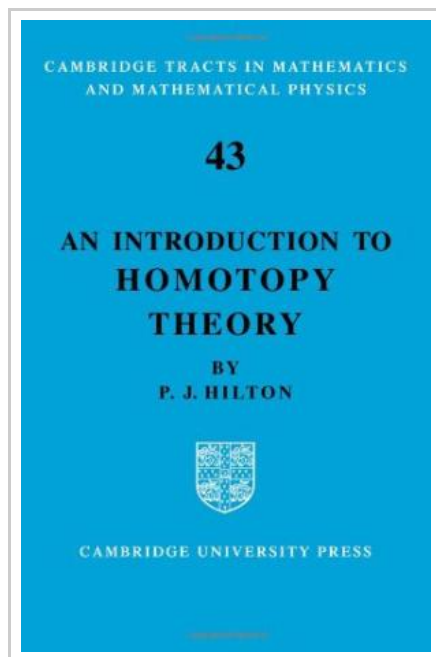 CAMBRIDGE TRACTS IN MATHEMATICS
AND MATHEMATICAL PHYSICS
43
AN INTRODUCTION TO
HOMOTOPY
THEORY
BY
P. J. HILTON
CAMBRIDGE UNIVERSITY PRESS